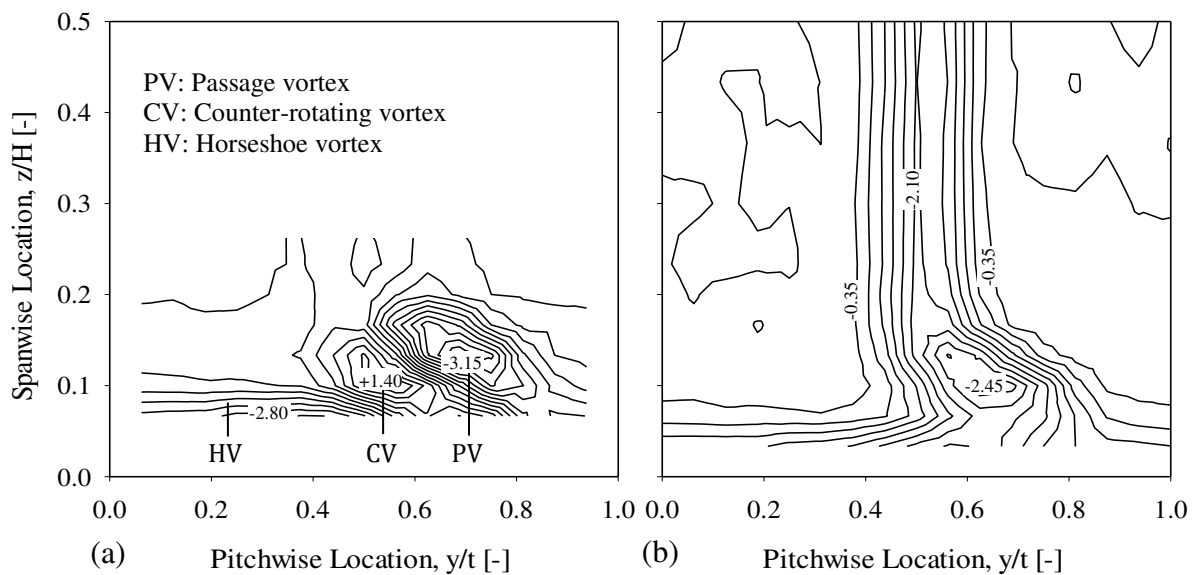 0.5
PV: Passage vortex
CV: Counter-rotating vortex
HV: Horseshoe vortex
0.4
0.3
0.2
0.1
0.0
Spanwise Location, z/H [-]
-3.15
+1.40
-2.80
HV CV PV
0.0 0.2 0.4 0.6 0.8 1.0
(a) Pitchwise Location, y/t [-]
-2.10
-0.35
-0.35
-2.45
0.0 0.2 0.4 0.6 0.8 1.0
(b) Pitchwise Location, y/t [-]